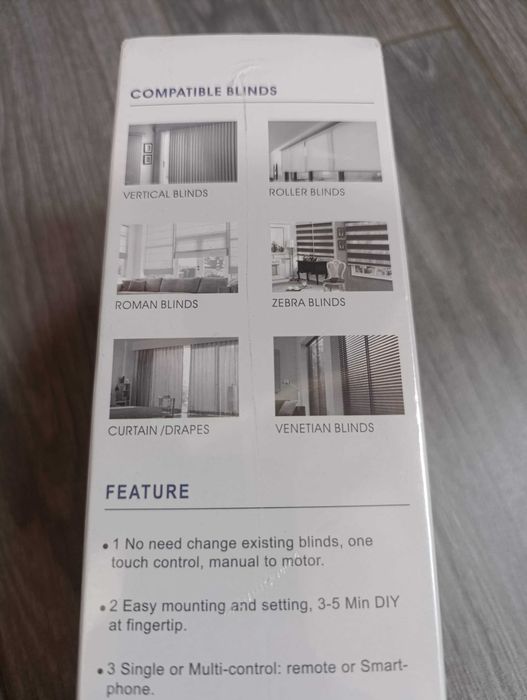 COMPATIBLE BLINDS
VERTICAL BLINDS
ROLLER BLINDS
ROMAN BLINDS
ZEBRA BLINDS
CURTAIN /DRAPES
VENETIAN BLINDS
FEATURE
• 1 No need change existing blinds, one
touch control, manual to motor.
• 2 Easy mounting and setting, 3-5 Min DIY
at fingertip.
• 3 Single or Multi-control: remote or Smart-
phone.